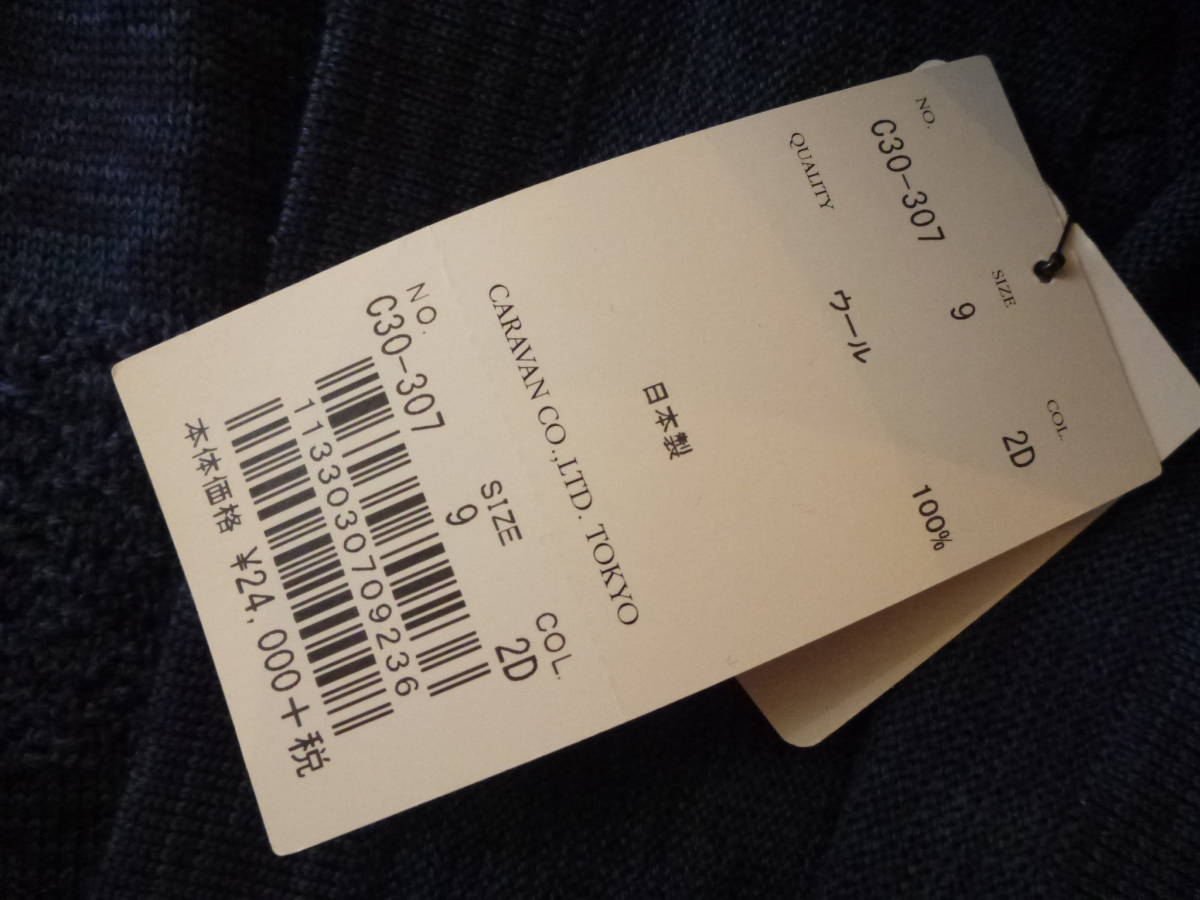 NO. SIZE COL.
C30-307 9 2D
QUALITY
ウール 100%
日本製
CARAVAN CO.,LTD. TOKYO
NO. SIZE COL.
C30-307 9 2D
1133030709236
本体価格 ¥24,000+税